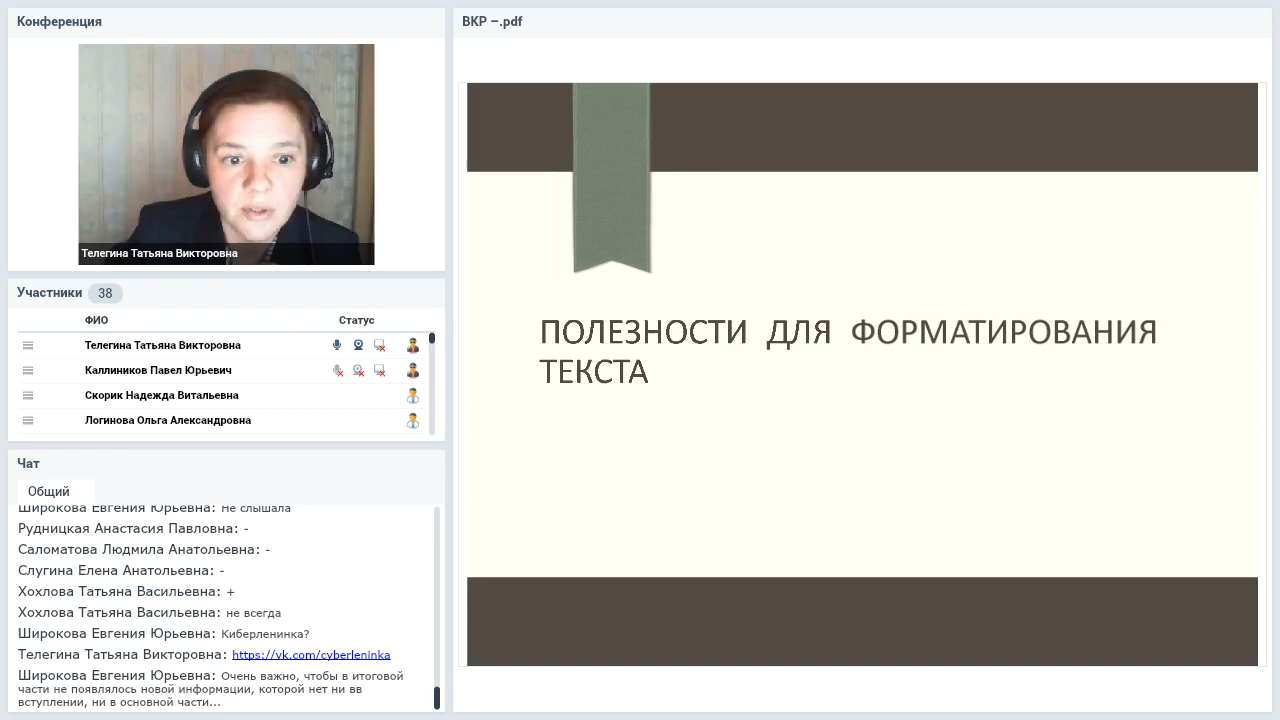 Конференция
Телегина Татьяна Викторовна
Участники 38
ФИО Статус
Телегина Татьяна Викторовна
Каллиников Павел Юрьевич
Скорик Надежда Витальевна
Логинова Ольга Александровна
Чат
Общий
Широкова Евгения Юрьевна: Не слышала
Рудницкая Анастасия Павловна: -
Саломатова Людмила Анатольевна: -
Слугина Елена Анатольевна: -
Хохлова Татьяна Васильевна: +
Хохлова Татьяна Васильевна: не всегда
Широкова Евгения Юрьевна: Киберленинка?
Телегина Татьяна Викторовна: https://vk.com/cyberleninka
Широкова Евгения Юрьевна: Очень важно, чтобы в итоговой
части не появлялось новой информации, которой нет ни вв
вступлении, ни в основной части...
ВКР –.pdf
ПОЛЕЗНОСТИ ДЛЯ ФОРМАТИРОВАНИЯ
ТЕКСТА